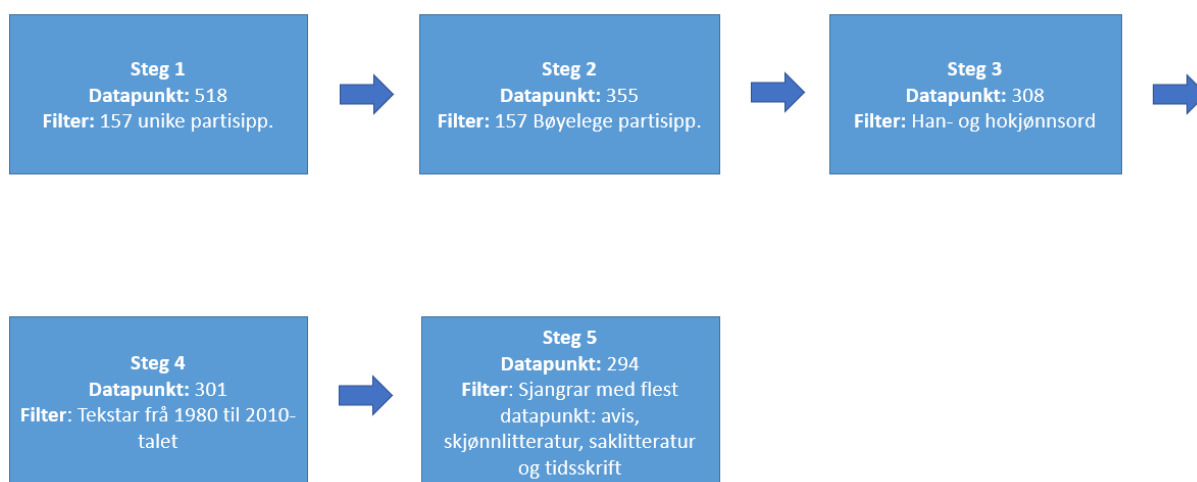 Steg 1
Datapunkt: 518
Filter: 157 unike partisipp.
Steg 2
Datapunkt: 355
Filter: 157 Bøyelege partisipp.
Steg 3
Datapunkt: 308
Filter: Han- og hokjønnsord
Steg 4
Datapunkt: 301
Filter: Tekstar frå 1980 til 2010-
talet
Steg 5
Datapunkt: 294
Filter: Sjangrar med flest
datapunkt: avis,
skjønnlitteratur, saklitteratur
og tidsskrift